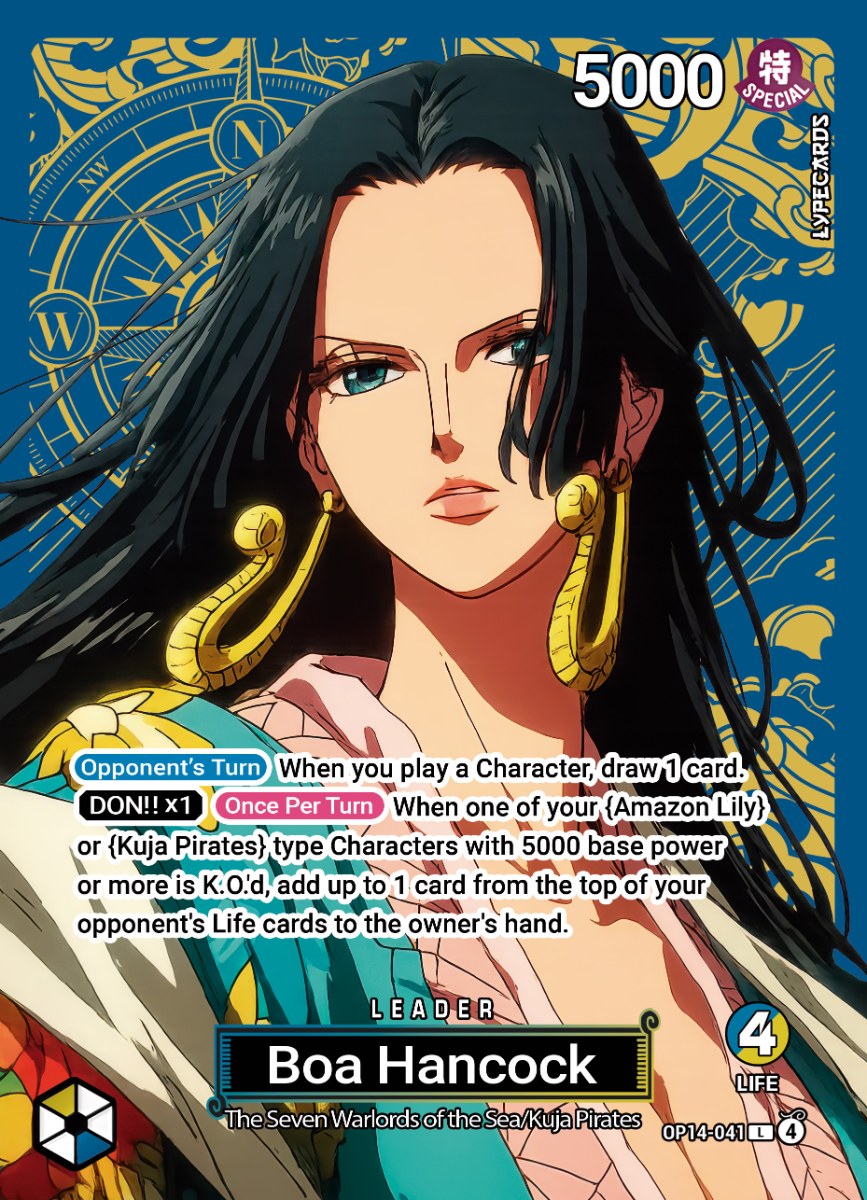 5000
特
SPECIAL
LYPECARDS
N
NW
W
Opponent's Turn When you play a Character, draw 1 card.
DON!! x1 Once Per Turn When one of your {Amazon Lily}
or {Kuja Pirates} type Characters with 5000 base power
or more is K.O.'d, add up to 1 card from the top of your
opponent's Life cards to the owner's hand.
LEADER
Boa Hancock
The Seven Warlords of the Sea/Kuja Pirates
4
LIFE
OP14-041 L 4